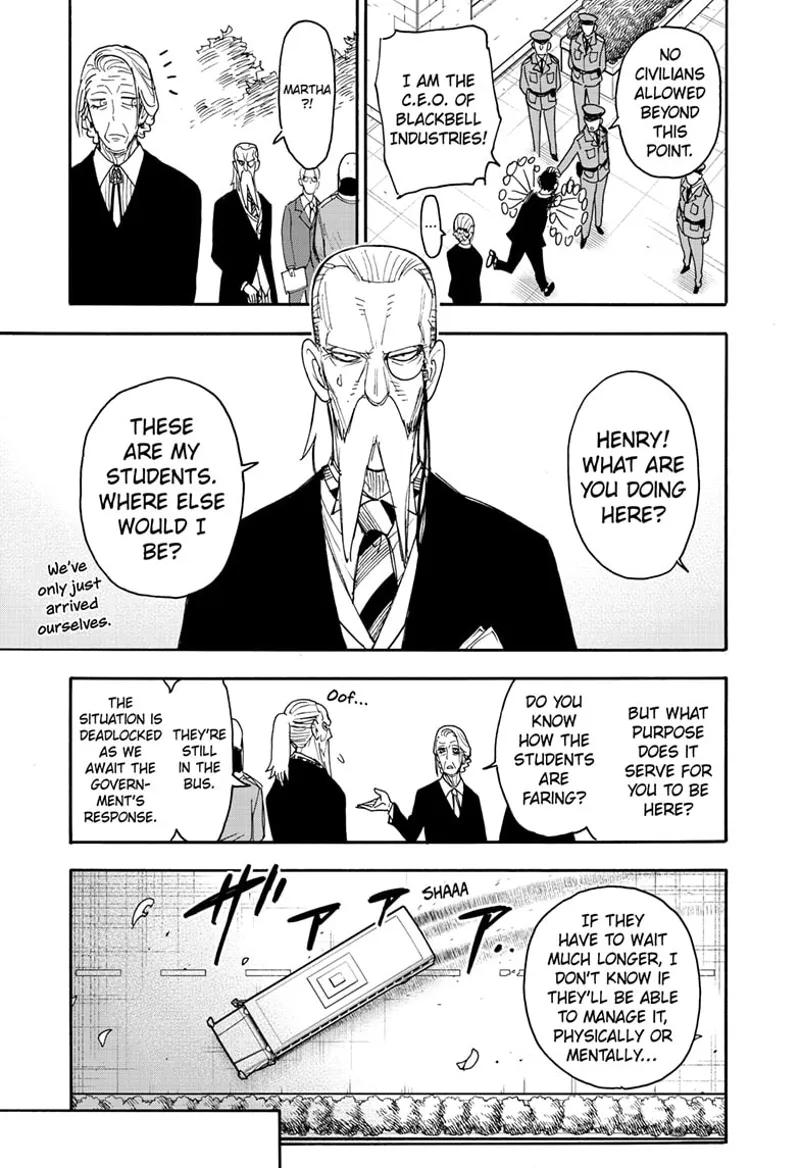 NO
CIVILIANS
ALLOWED
BEYOND
THIS
POINT.
I AM THE
C.E.O. OF
BLACKBELL
INDUSTRIES!
....
MARTHA
?!
HENRY!
WHAT ARE
YOU DOING
HERE?
THESE
ARE MY
STUDENTS.
WHERE ELSE
WOULD I
BE?
We've
only just
arrived
ourselves.
BUT WHAT
PURPOSE
DOES IT
SERVE FOR
YOU TO BE
HERE?
DO YOU
KNOW
HOW THE
STUDENTS
ARE
FARING?
Oof...
THEY'RE
STILL
IN THE
BUS.
THE
SITUATION IS
DEADLOCKED
AS WE
AWAIT THE
GOVERN-
MENT'S
RESPONSE.
IF THEY
HAVE TO WAIT
MUCH LONGER, I
DON'T KNOW IF
THEY'LL BE ABLE
TO MANAGE IT,
PHYSICALLY OR
MENTALLY...
SHAAA
ザアアア..